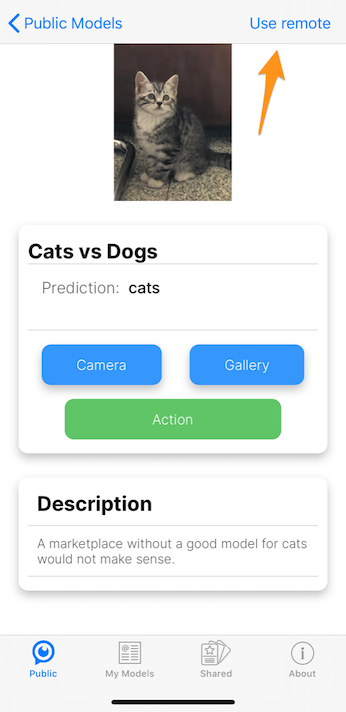 Public Models
Use remote
Cats vs Dogs
Prediction: cats
Camera
Gallery
Action
Description
A marketplace without a good model for cats
would not make sense.
Public
My Models
Shared
About